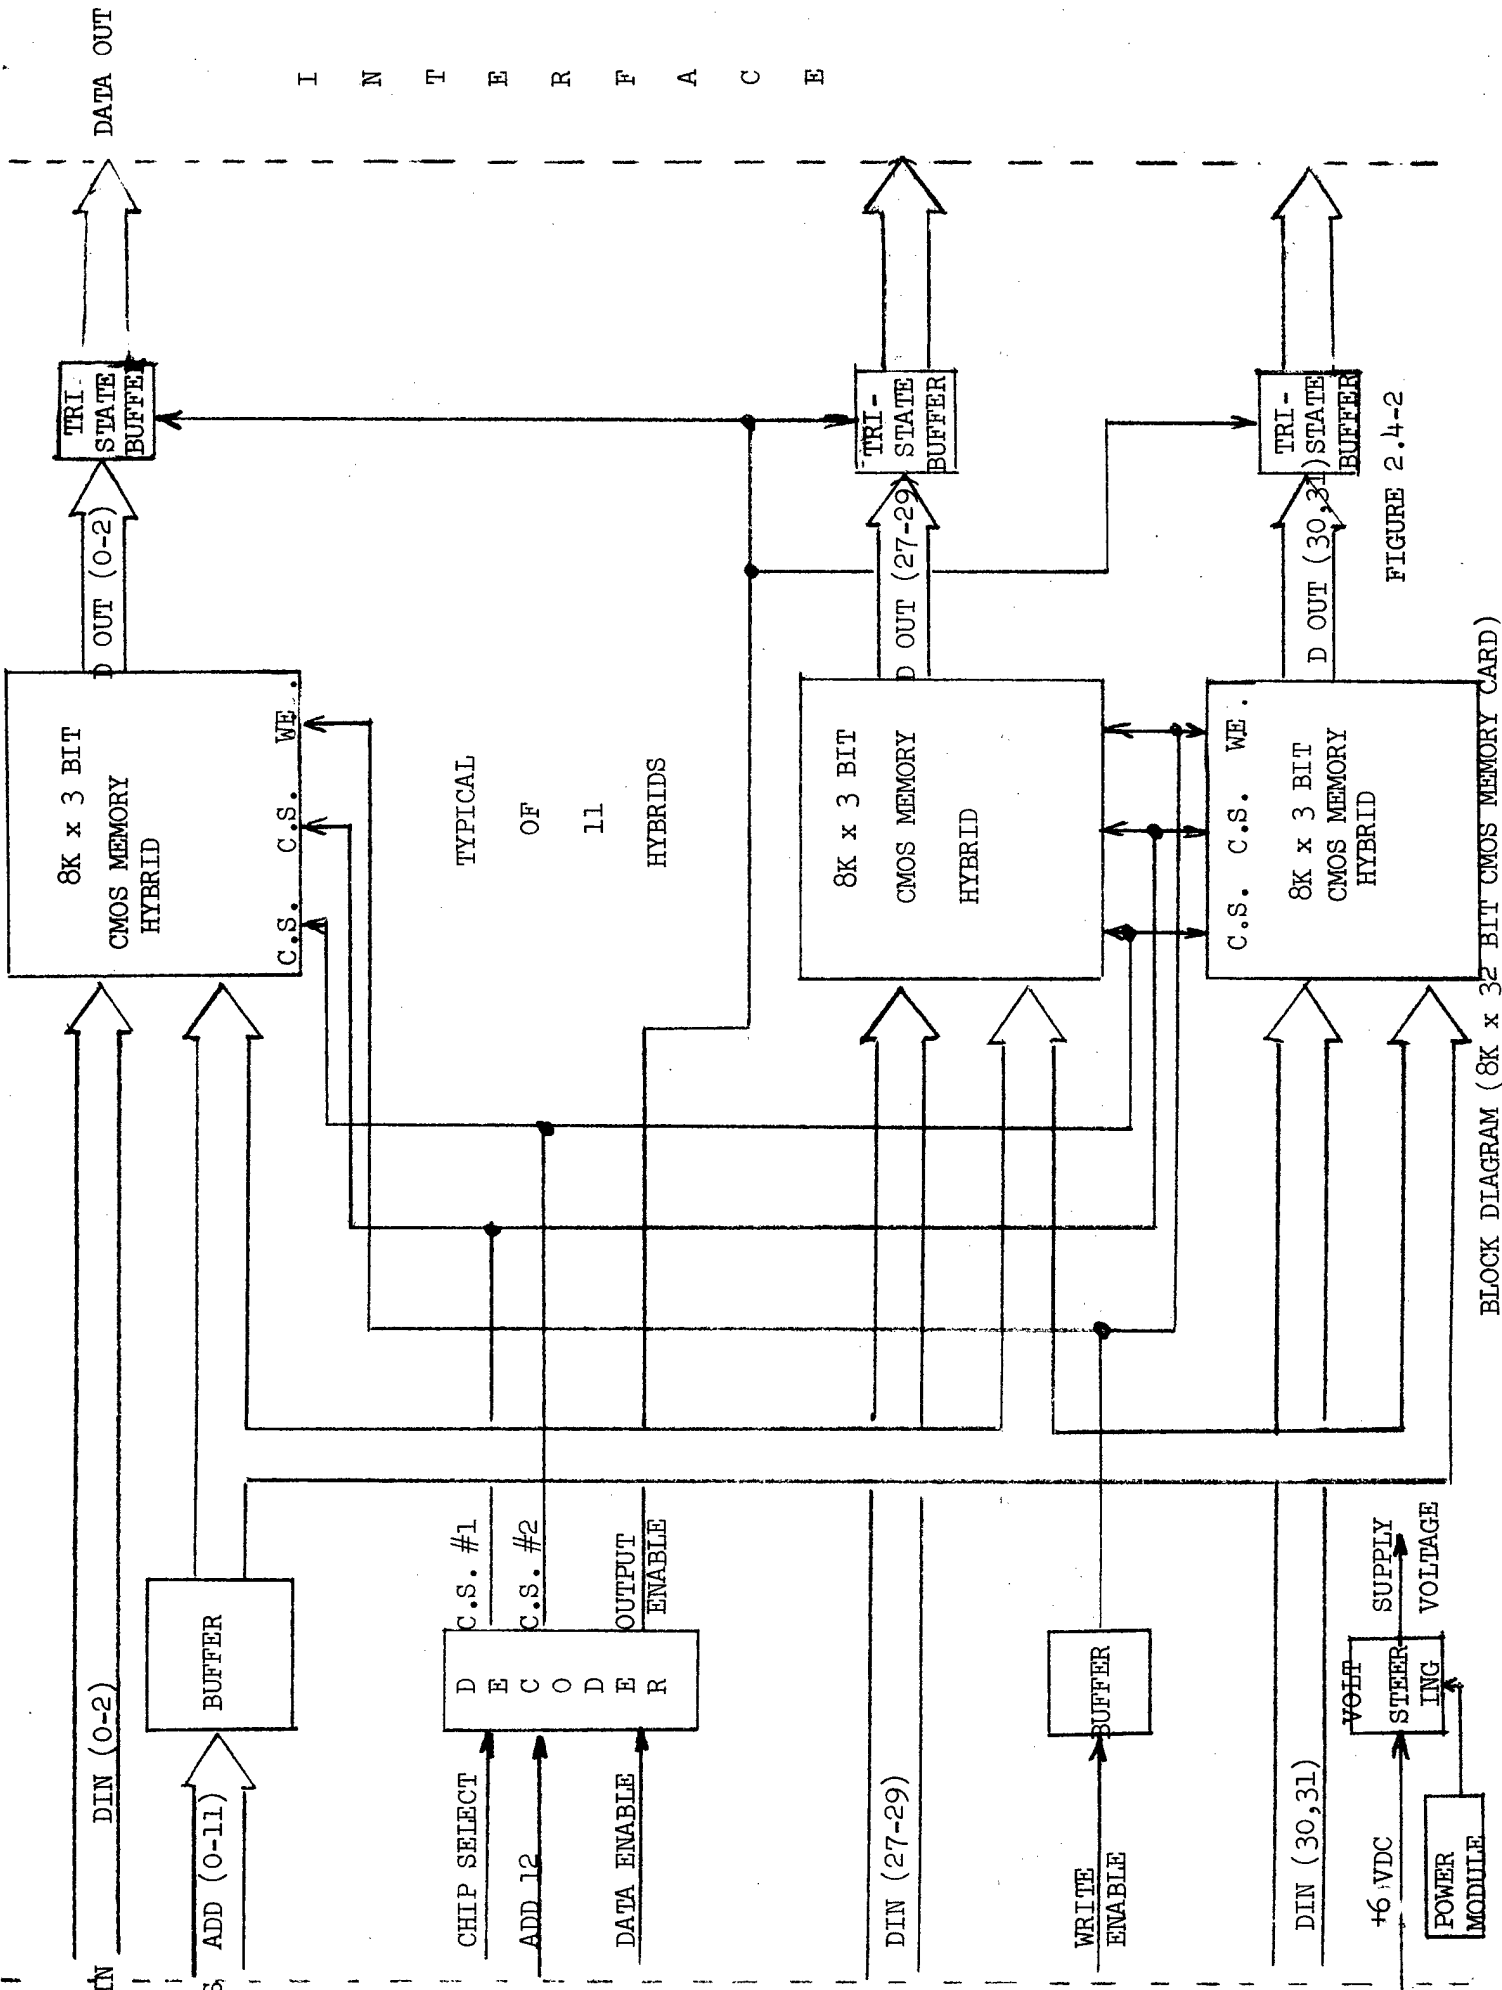 IN
DIN (0-2)
S ADD (0-11)
BUFFER
CHIP SELECT
ADD 12
DATA ENABLE
DECODER
C.S. #1
C.S. #2
OUTPUT
ENABLE
DIN (27-29)
WRITE
ENABLE
BUFFER
DIN (30,31)
+6 VDC
POWER
MODULE
VOLT
STEER
ING
SUPPLY
VOLTAGE
8K x 3 BIT
CMOS MEMORY
HYBRID
C.S. C.S. WE.
D OUT (0-2)
TRI-
STATE
BUFFE
DATA OUT
TYPICAL
OF
11
HYBRIDS
8K x 3 BIT
CMOS MEMORY
HYBRID
D OUT (27-29
TRI-
STATE
BUFFER
C.S. C.S. WE.
8K x 3 BIT
CMOS MEMORY
HYBRID
D OUT (30,31)
TRI-
STATE
BUFFER
INTERFACE
FIGURE 2.4-2
BLOCK DIAGRAM (8K x 32 BIT CMOS MEMORY CARD)